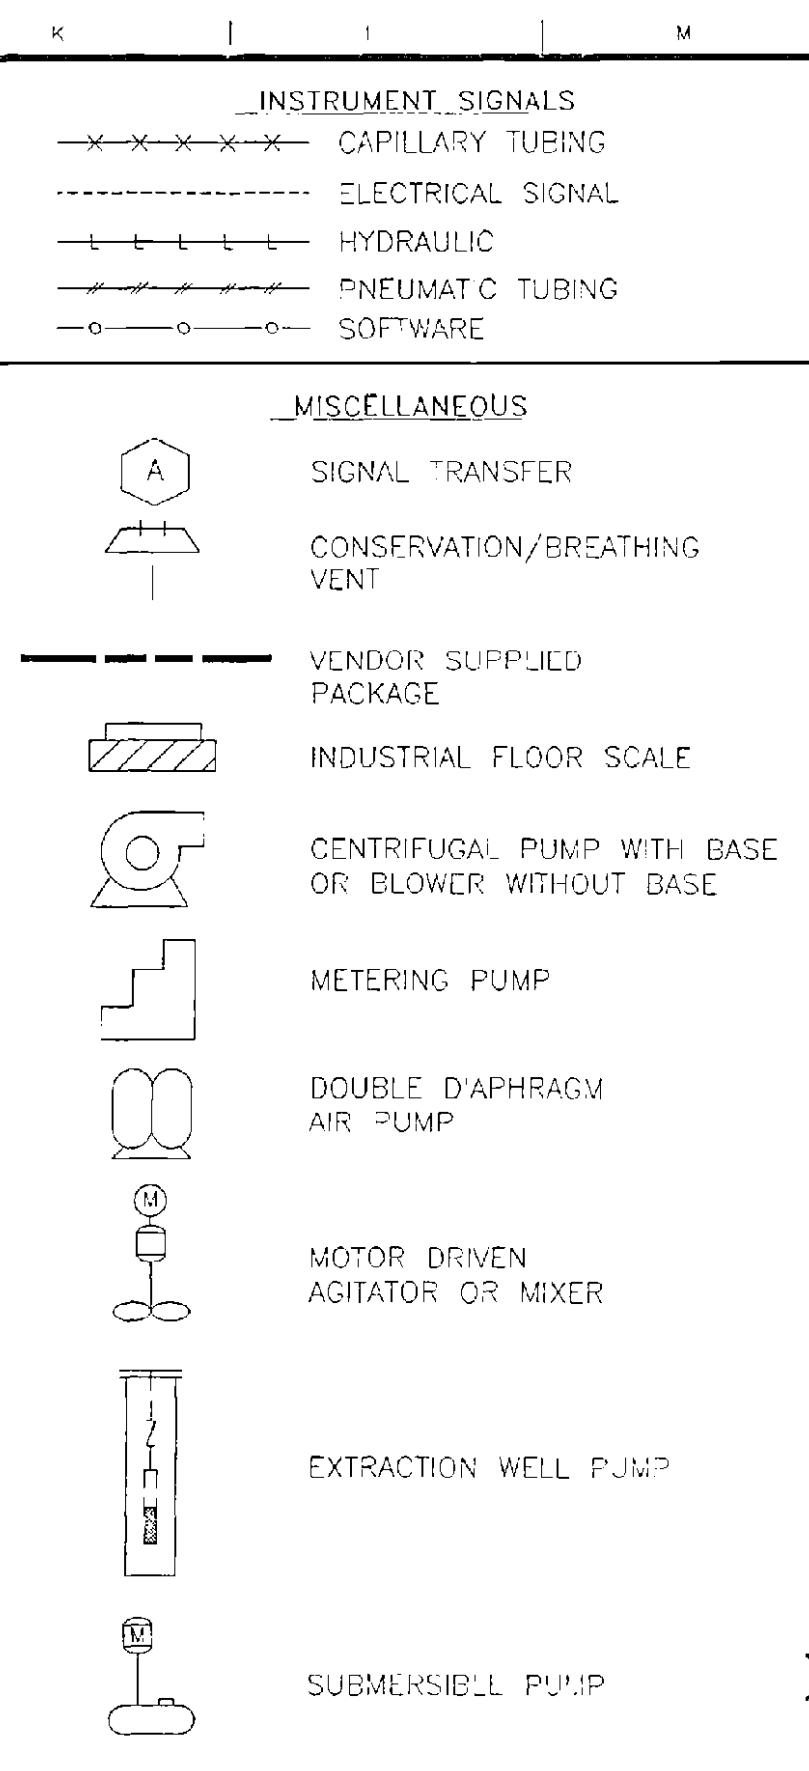 K 1 M
INSTRUMENT SIGNALS
CAPILLARY TUBING
ELECTRICAL SIGNAL
HYDRAULIC
PNEUMATIC TUBING
SOFTWARE
MISCELLANEOUS
A
SIGNAL TRANSFER
CONSERVATION/BREATHING
VENT
VENDOR SUPPLIED
PACKAGE
INDUSTRIAL FLOOR SCALE
CENTRIFUGAL PUMP WITH BASE
OR BLOWER WITHOUT BASE
METERING PUMP
DOUBLE DIAPHRAGM
AIR PUMP
M
MOTOR DRIVEN
AGITATOR OR MIXER
EXTRACTION WELL PUMP
M
SUBMERSIBLE PUMP